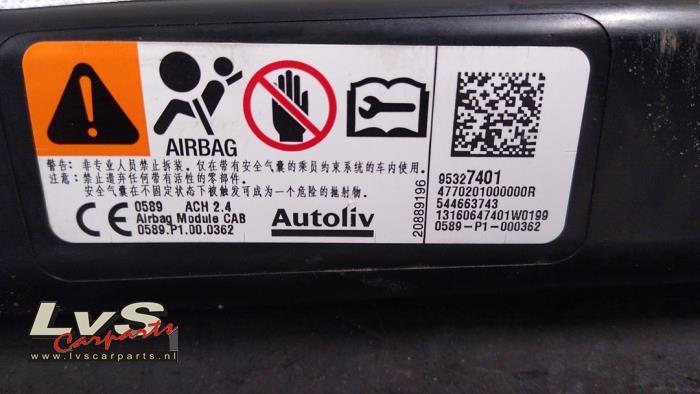 AIRBAG
警告: 非专业人员禁止拆装。仅在带有安全气囊的乘员约束系统的车内使用。
注意: 禁止遗弃任何带有活性的零部件。
安全气囊在不固定状态下被触发可成为一个危险的抛射物。
CE 0589 ACH 2.4
Airbag Module CAB
0589.P1.00.0362
Autoliv
20889196
95327401
4770201000000R
544663743
13160647401W0199
0589-P1-000362
LvS
Carparts
www.lvscarparts.nl